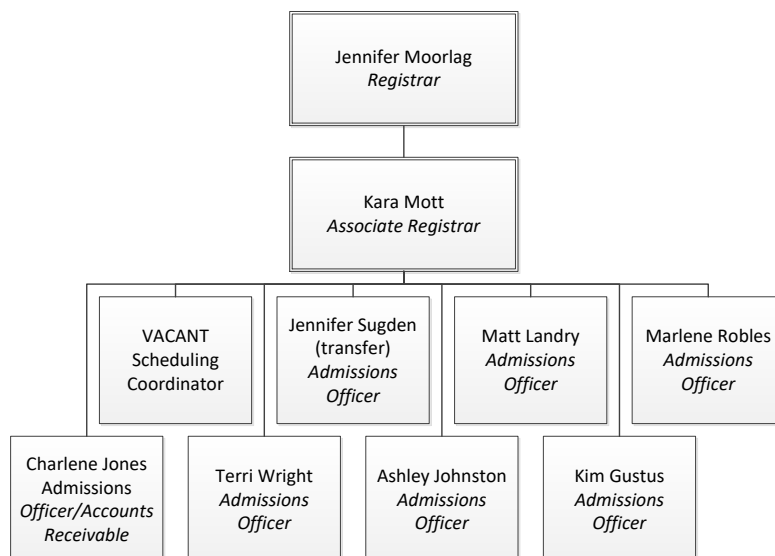 Jennifer Moorlag
Registrar
Kara Mott
Associate Registrar
VACANT
Scheduling
Coordinator
Jennifer Sugden
(transfer)
Admissions
Officer
Matt Landry
Admissions
Officer
Marlene Robles
Admissions
Officer
Charlene Jones
Admissions
Officer/Accounts
Receivable
Terri Wright
Admissions
Officer
Ashley Johnston
Admissions
Officer
Kim Gustus
Admissions
Officer